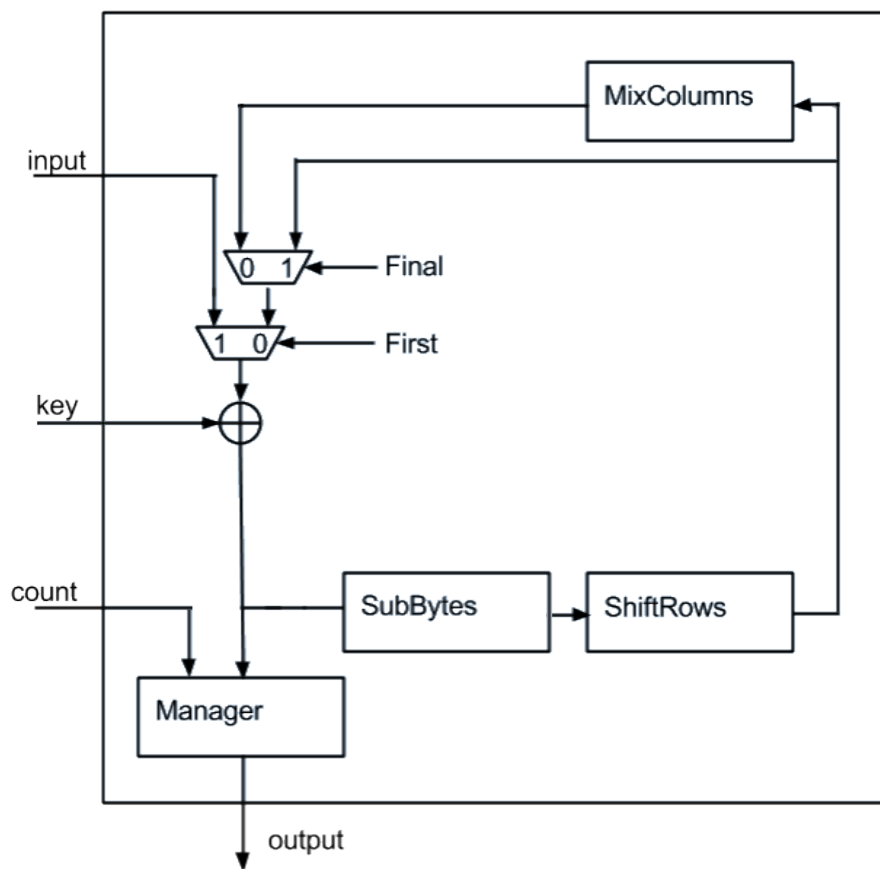 MixColumns
input
0 1
Final
1 0
First
key
count
SubBytes
ShiftRows
Manager
output